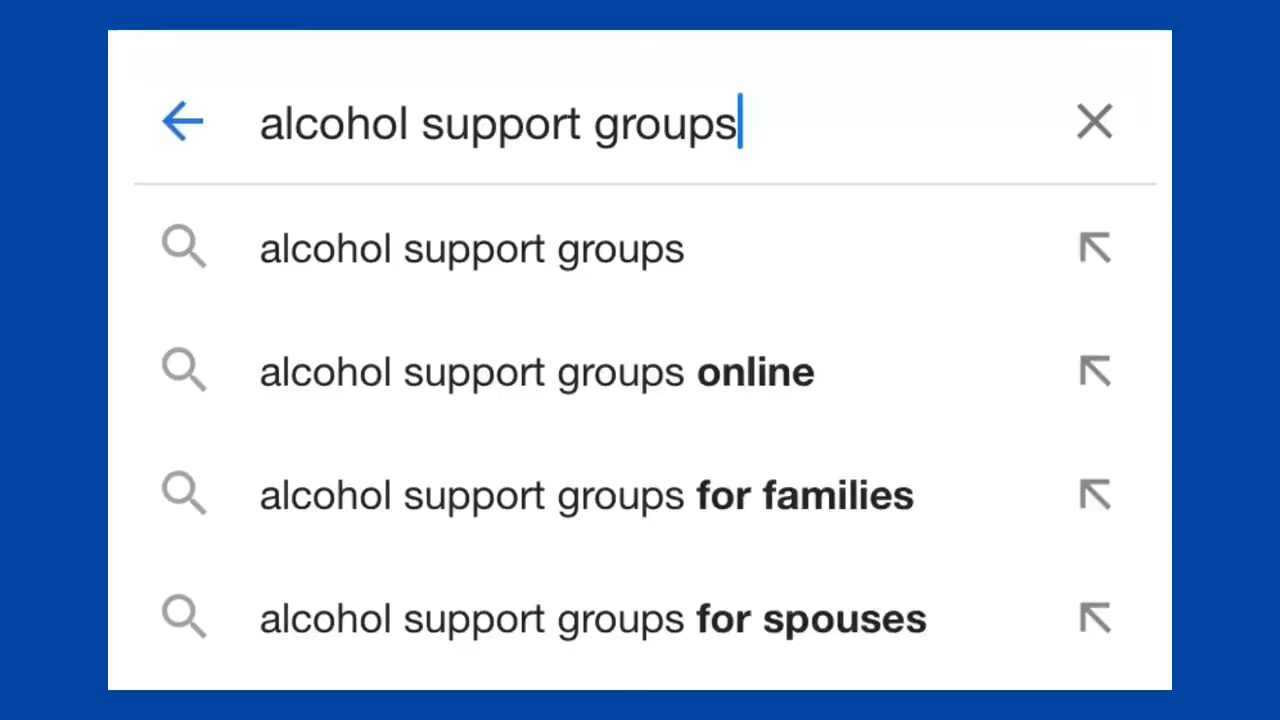 alcohol support groups
alcohol support groups
alcohol support groups online
alcohol support groups for families
alcohol support groups for spouses